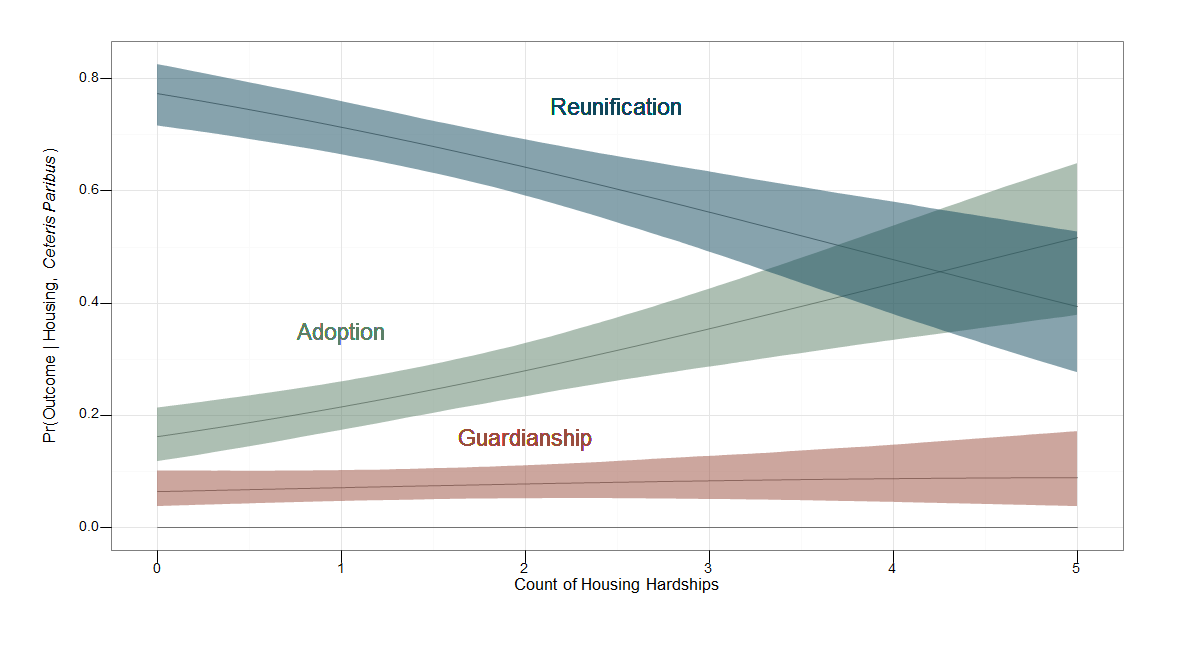 Pr(Outcome | Housing, Ceteris Paribus )
0.8
0.6
0.4
0.2
0.0
Reunification
Adoption
Guardianship
0 1 2 3 4 5
Count of Housing Hardships